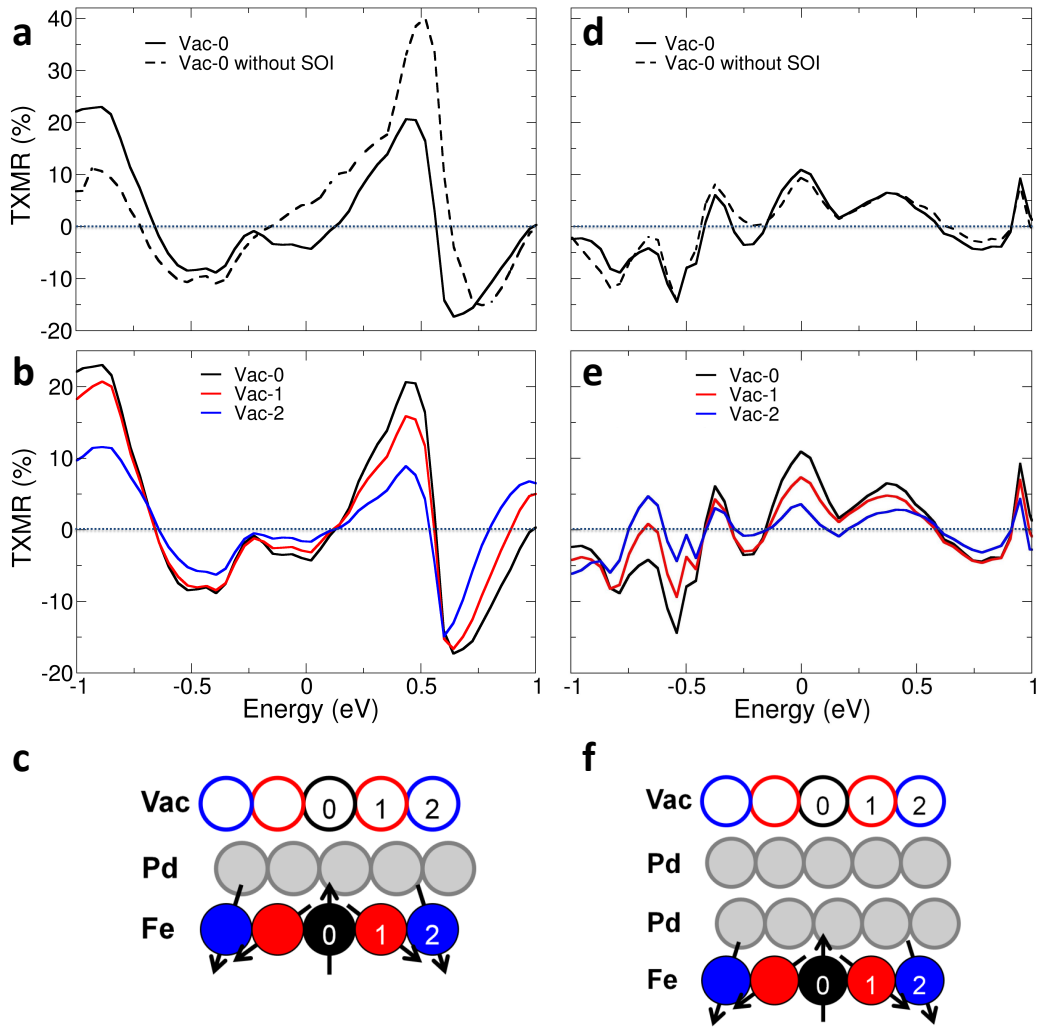 a
Vac-0
Vac-0 without SOI
TXMR (%)
40
30
20
10
0
-10
-20
d
Vac-0
Vac-0 without SOI
b
Vac-0
Vac-1
Vac-2
TXMR (%)
20
10
0
-10
-20
-1
-0.5
0
0.5
1
Energy (eV)
e
Vac-0
Vac-1
Vac-2
-1
-0.5
0
0.5
1
Energy (eV)
c
Vac
0
1
2
Pd
Fe
0
1
2
f
Vac
0
1
2
Pd
Pd
Fe
0
1
2